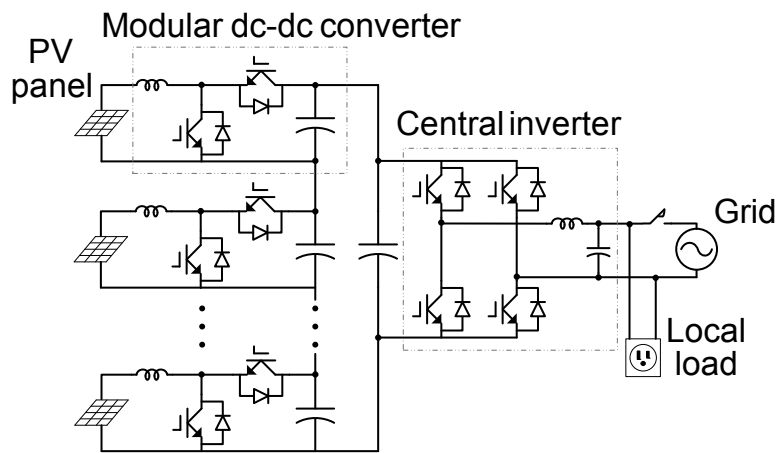 Modular dc-dc converter
PV
panel
Central inverter
Grid
Local
load